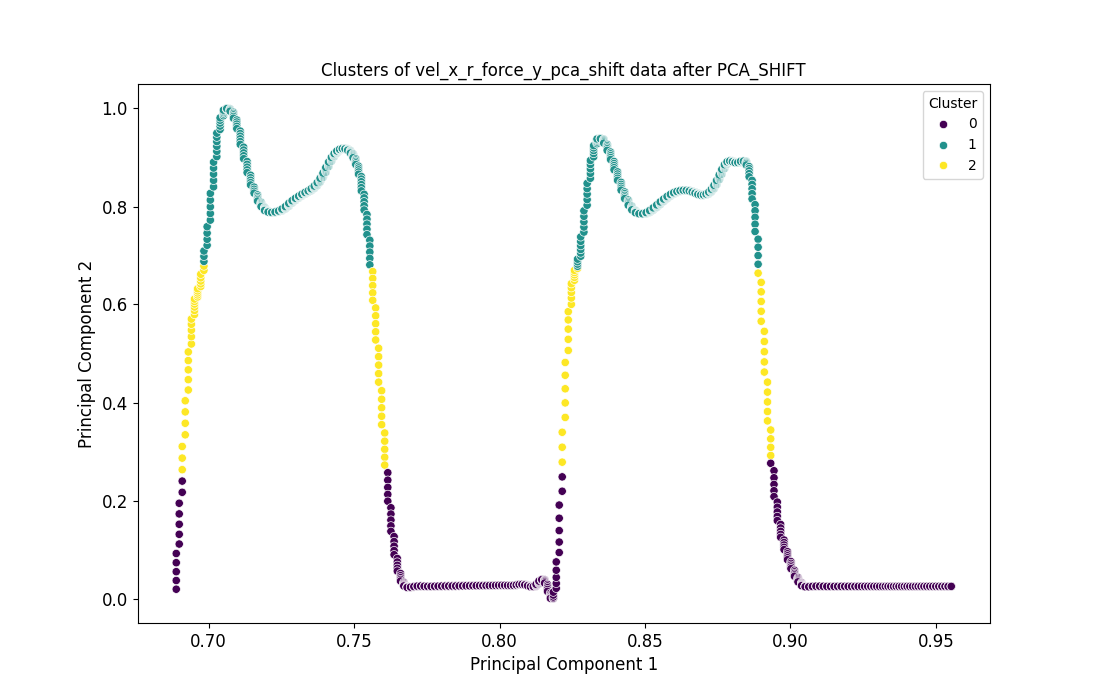 Clusters of vel_x_r_force_y_pca_shift data after PCA_SHIFT
Cluster
0
1
2
Principal Component 2
1.0
0.8
0.6
0.4
0.2
0.0
0.70 0.75 0.80 0.85 0.90 0.95
Principal Component 1